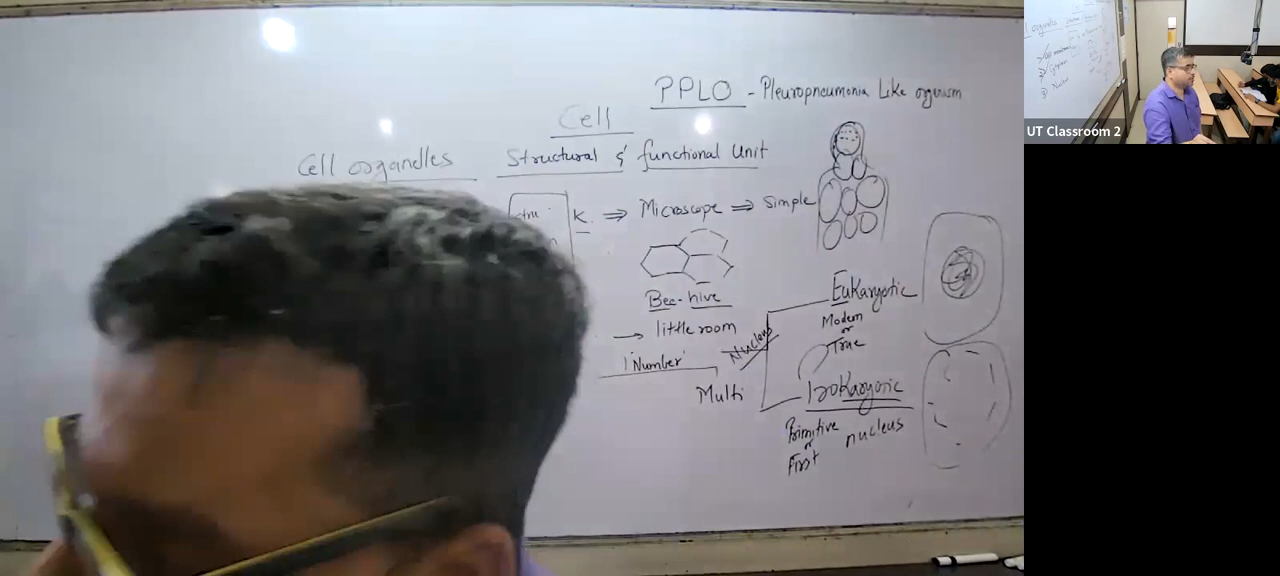 PPLO - Pleuropneumonia Like organism
Cell
Cell organelles
Structural & functional Unit
K. ⇒ Microscope ⇒ Simple
Bee-hive
→ little room
Number
Multi
Nucleus
Eukaryotic
Modern
or
True
Prokaryotic
Primitive
or
First
nucleus
UT Classroom 2